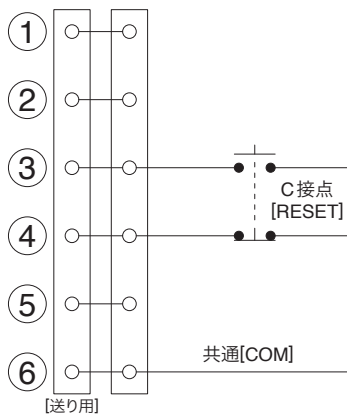 ①
②
③
C接点
[RESET]
④
⑤
共通[COM]
⑥
[送り用]